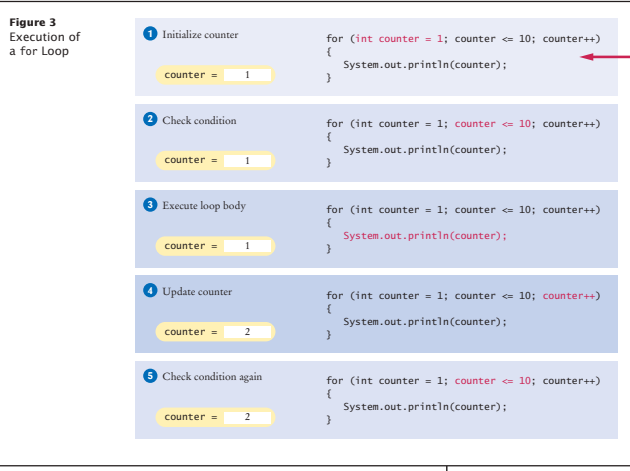 Figure 3
Execution of
a for Loop
1 Initialize counter
counter = 1
for (int counter = 1; counter <= 10; counter++)
{
System.out.println(counter);
}
2 Check condition
counter = 1
for (int counter = 1; counter <= 10; counter++)
{
System.out.println(counter);
}
3 Execute loop body
counter = 1
for (int counter = 1; counter <= 10; counter++)
{
System.out.println(counter);
}
4 Update counter
counter = 2
for (int counter = 1; counter <= 10; counter++)
{
System.out.println(counter);
}
5 Check condition again
counter = 2
for (int counter = 1; counter <= 10; counter++)
{
System.out.println(counter);
}